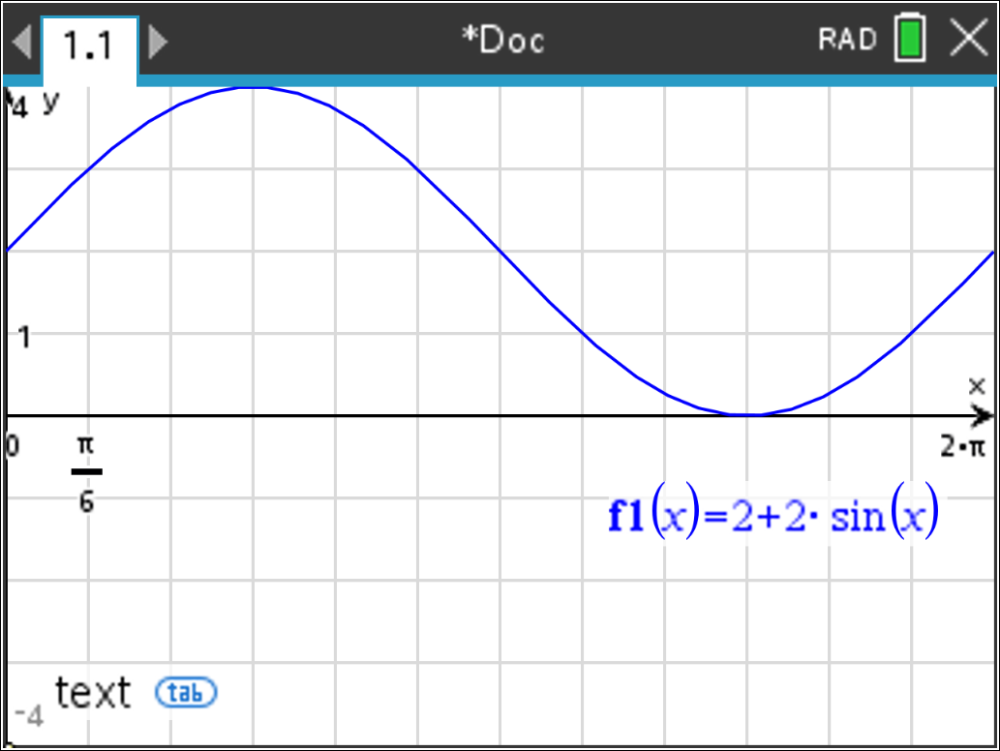 1.1 *Doc RAD
4 y
1
x
0 π/6 2·π
f1(x)=2+2· sin(x)
text tab
-4